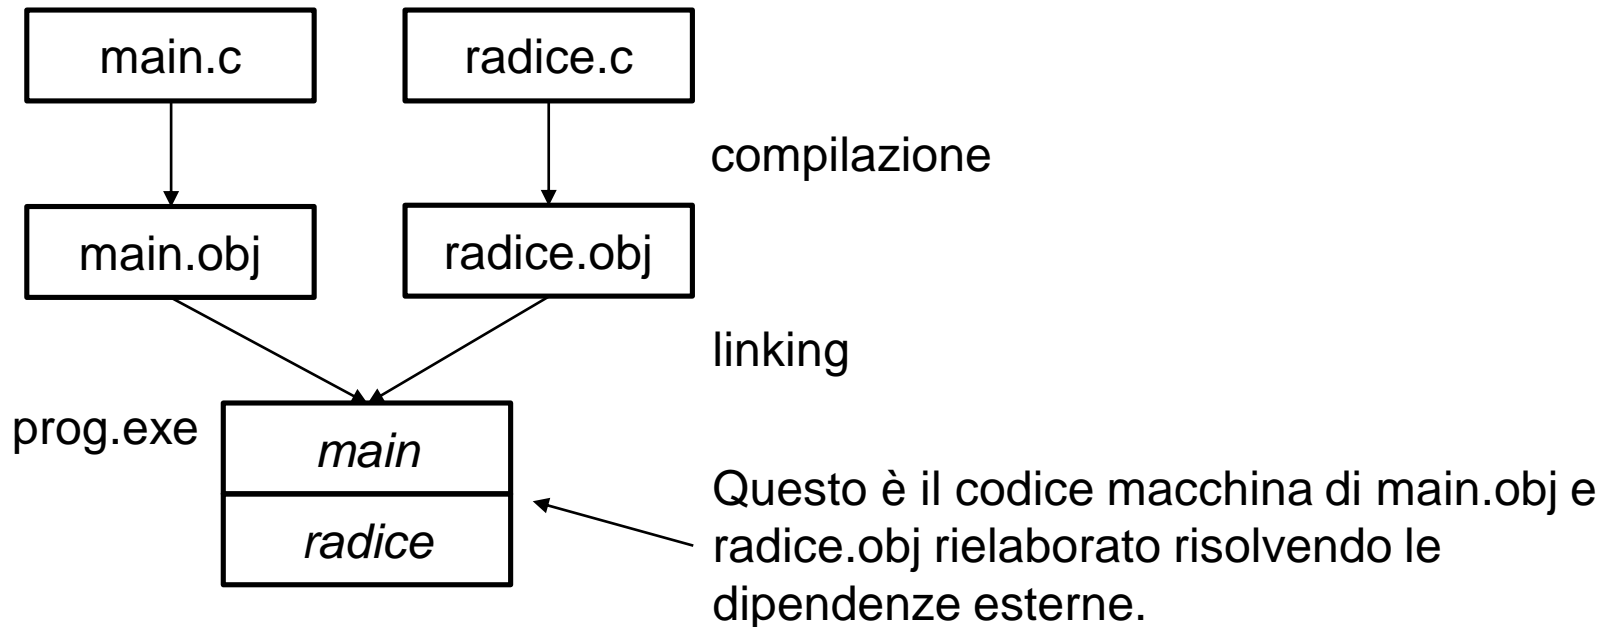 main.c
radice.c
compilazione
main.obj
radice.obj
linking
prog.exe
main
radice
Questo è il codice macchina di main.obj e
radice.obj rielaborato risolvendo le
dipendenze esterne.